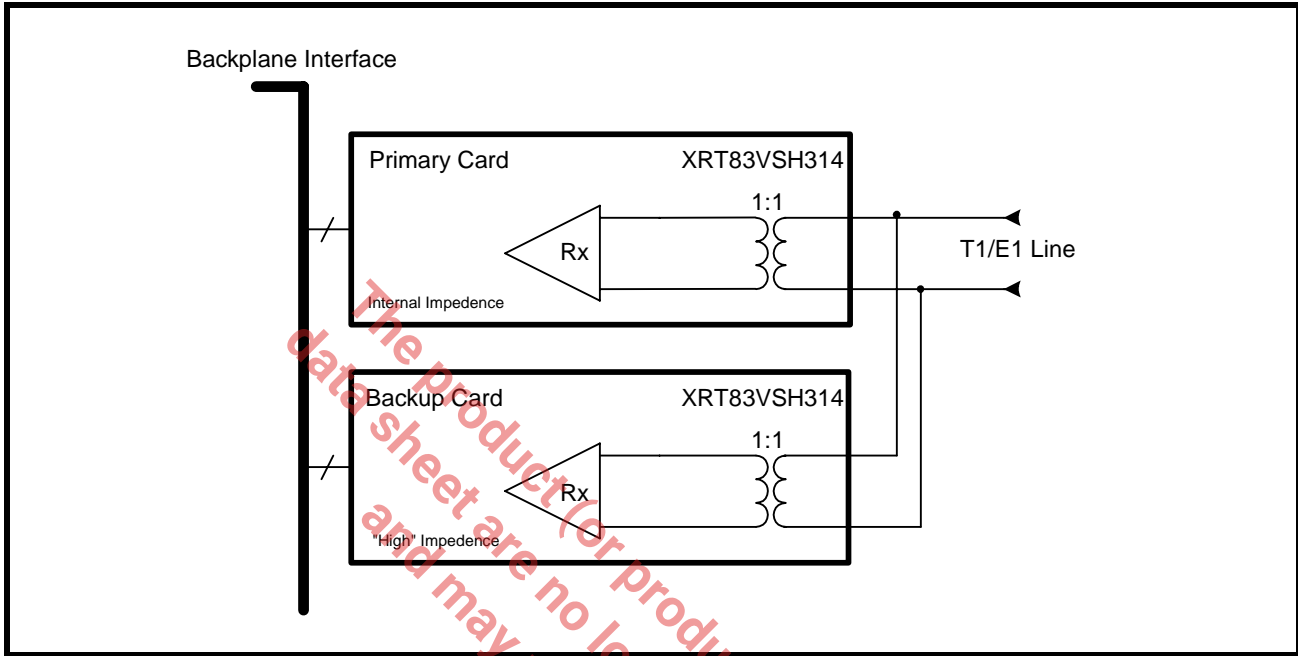 Backplane Interface
Primary Card
XRT83VSH314
1:1
Rx
T1/E1 Line
Internal Impedence
Backup Card
XRT83VSH314
1:1
Rx
"High" Impedence
The product (or produ
data sheet are no lo
and may